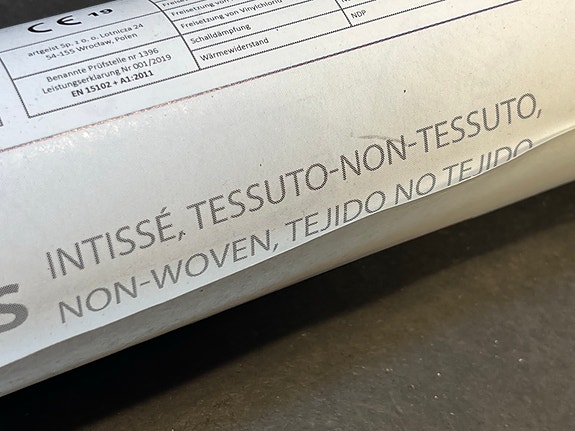 CE 19
artgeist Sp. z o. o., Lotnicza 24
54-155 Wrocław, Polen
Benannte Prüfstelle nr 1396
Leistungserklarung Nr 001/2019
EN 15102 + A1:2011
Freisetzung von Vinylchlorid
Schalldämpfung
Wärmewiderstand
NDP
S
INTISSÉ, TESSUTO-NON-TESSUTO,
NON-WOVEN, TEJIDO NO TEJIDO